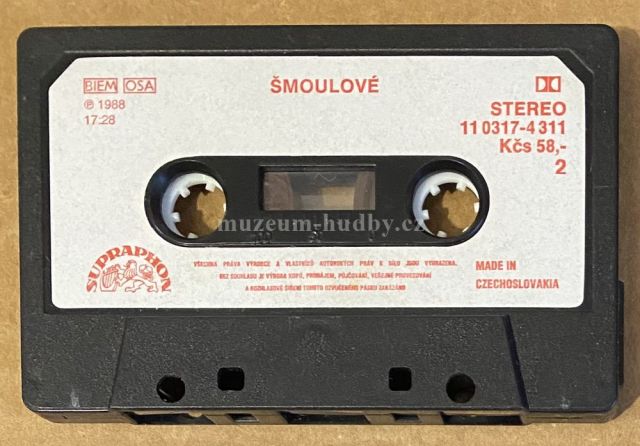 BIEM OSA
℗ 1988
17:28
ŠMOULOVÉ
STEREO
11 0317-4 311
Kčs 58,-
2
muzeum-hudby.cz
SUPRAPHON
VŠECHNA PRÁVA VÝROBCE A VLASTNÍKŮ AUTORSKÝCH PRÁV K DÍLU JSOU VYHRAZENA.
BEZ SOUHLASU JE VÝROBA KOPIÍ, PRONÁJEM, PŮJČOVÁNÍ, VEŘEJNÉ PROVOZOVÁNÍ
A ROZHLASOVÉ ŠÍŘENÍ TOHOTO OZVUČENÉHO PÁSKU ZAKÁZÁNO
MADE IN
CZECHOSLOVAKIA